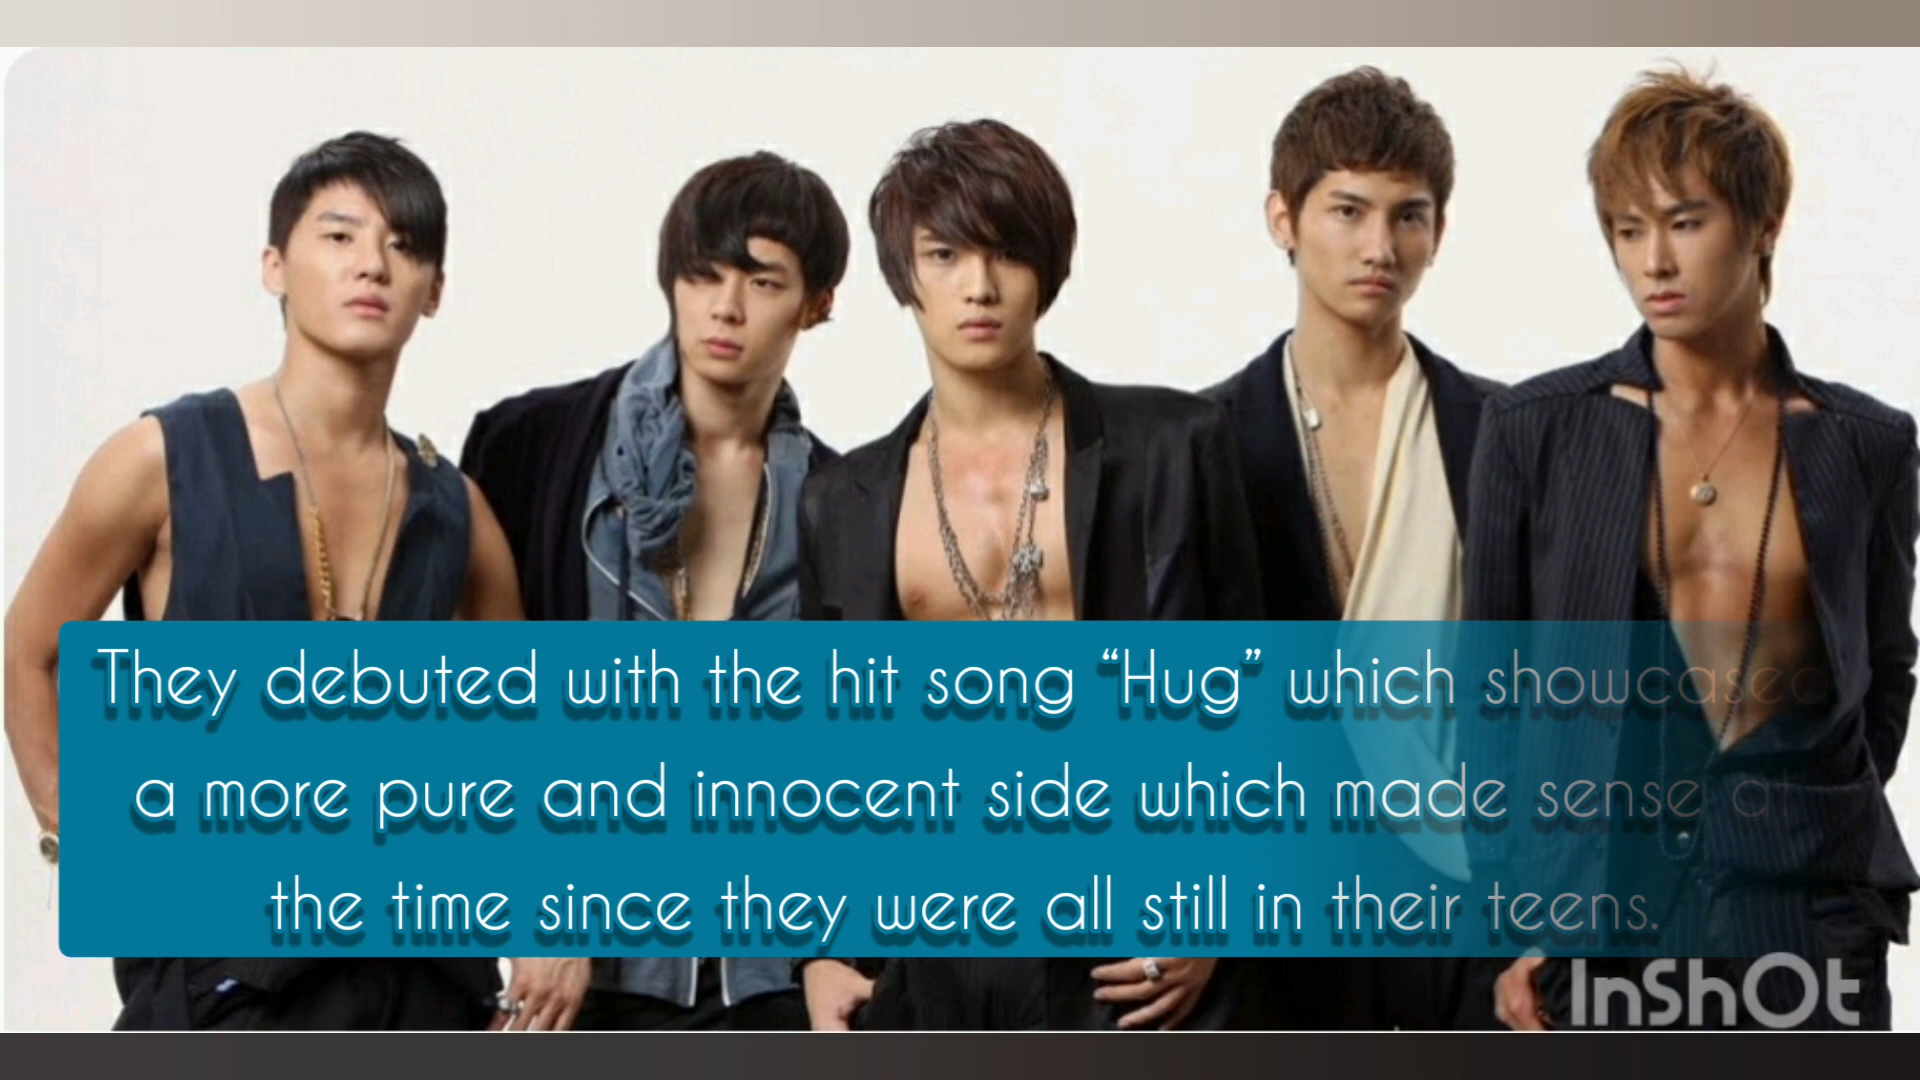 They debuted with the hit song “Hug” which showcased
a more pure and innocent side which made sense at
the time since they were all still in their teens.
InShOt